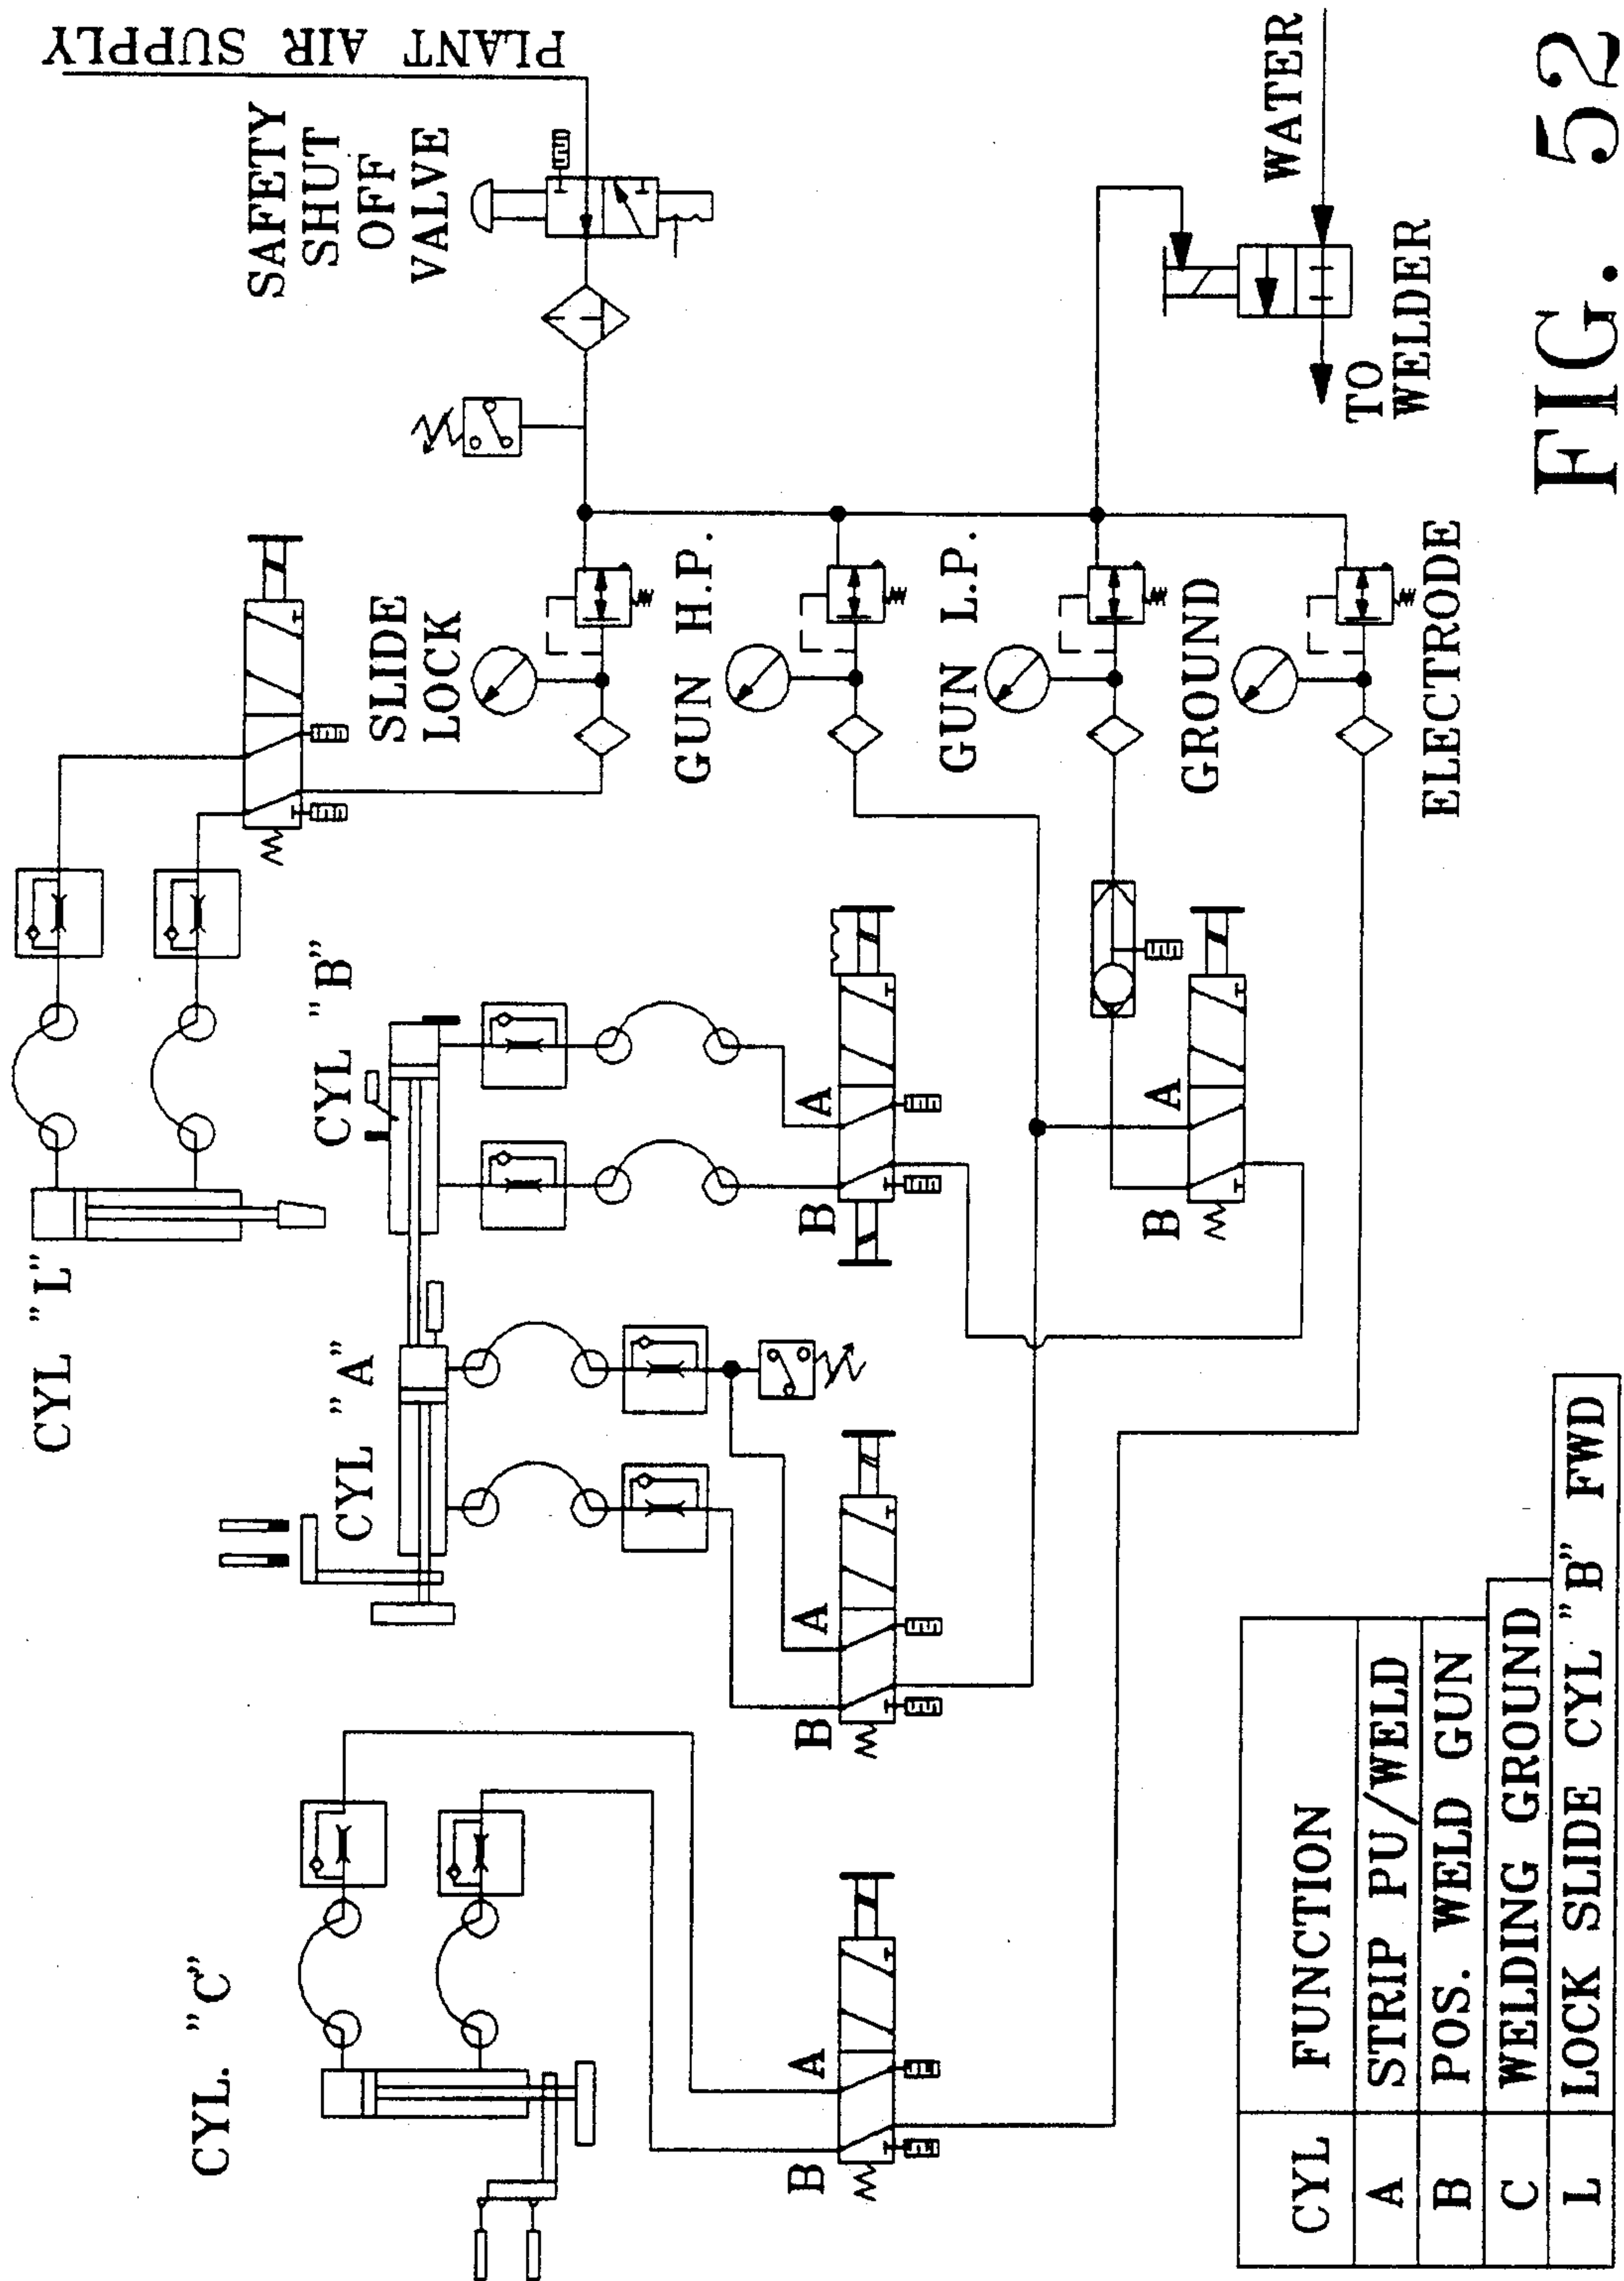 PLANT AIR SUPPLY
SAFETY
SHUT
OFF
VALVE
SLIDE
LOCK
GUN H.P.
GUN L.P.
GROUND
ELECTRODE
WATER
TO
WELDER
CYL "L"
CYL "B"
CYL "A"
CYL. "C"
A
B
A
B
A
B
A
B
CYL FUNCTION
A STRIP PU/WELD
B POS. WELD GUN
C WELDING GROUND
L LOCK SLIDE CYL "B" FWD
FIG. 52